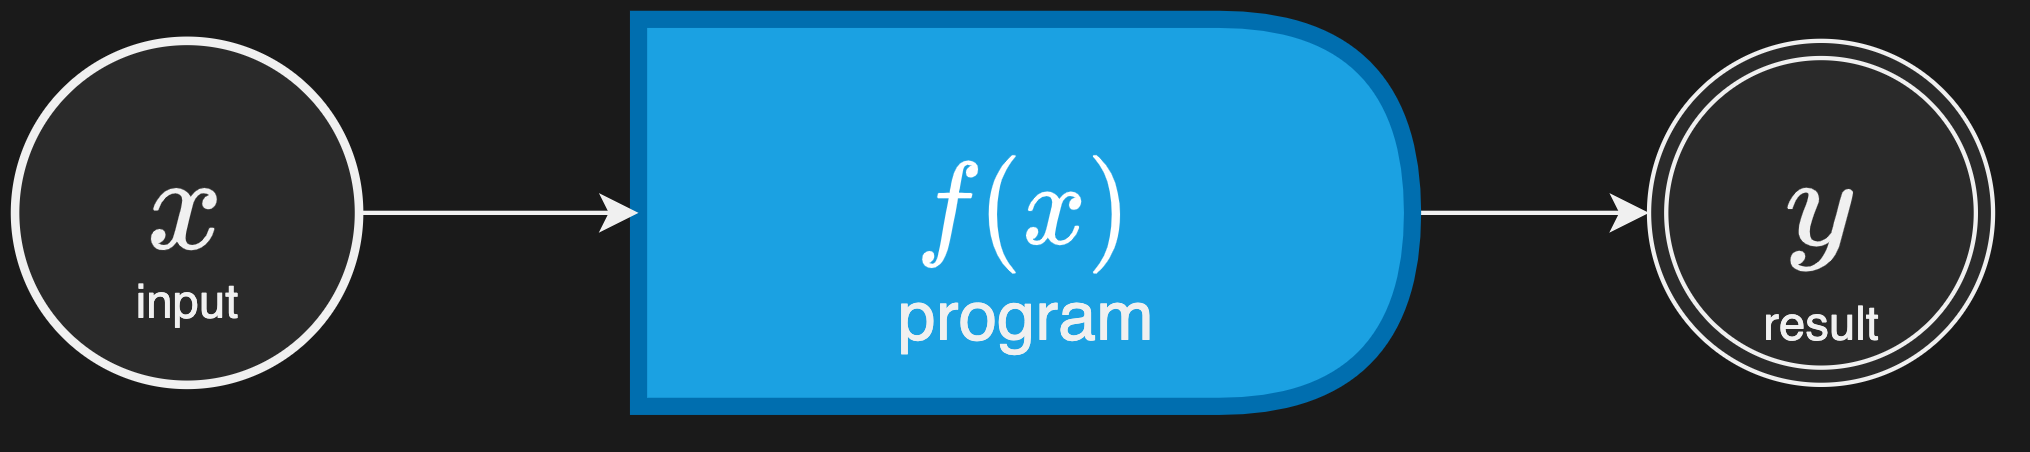 x
input
f(x)
program
y
result